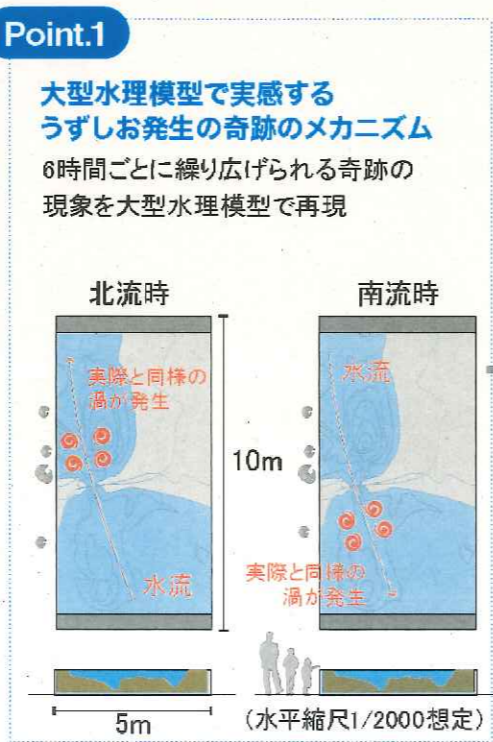 Point.1
大型水理模型で実感する
うずしお発生の奇跡のメカニズム
6時間ごとに繰り広げられる奇跡の
現象を大型水理模型で再現
北流時
南流時
実際と同様の
渦が発生
水流
10m
水流
実際と同様の
渦が発生
5m
(水平縮尺1/2000想定)